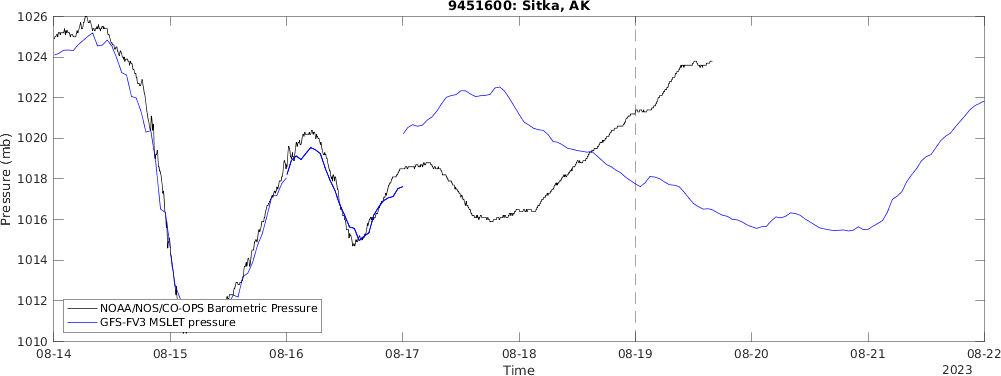 9451600: Sitka, AK
Pressure (mb)
1026
1024
1022
1020
1018
1016
1014
1012
1010
NOAA/NOS/CO-OPS Barometric Pressure
GFS-FV3 MSLET pressure
08-14 08-15 08-16 08-17 08-18 08-19 08-20 08-21 08-22
Time
2023